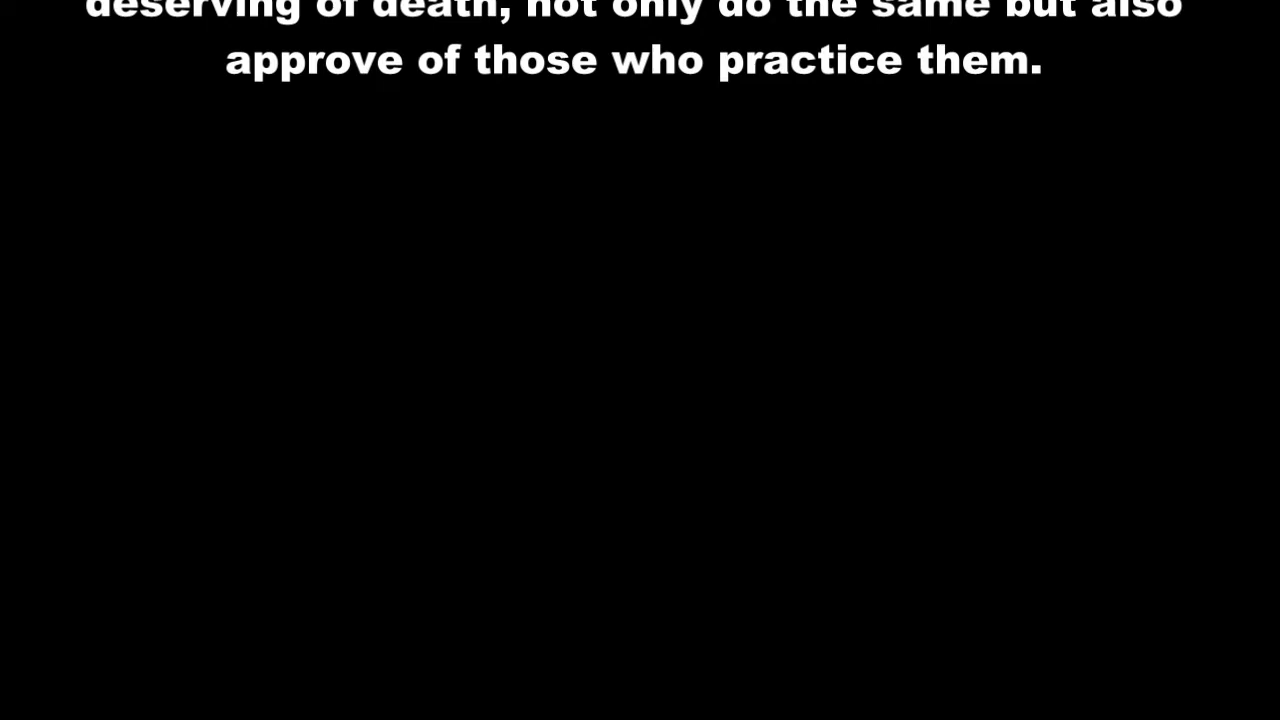 deserving of death, not only do the same but also
approve of those who practice them.